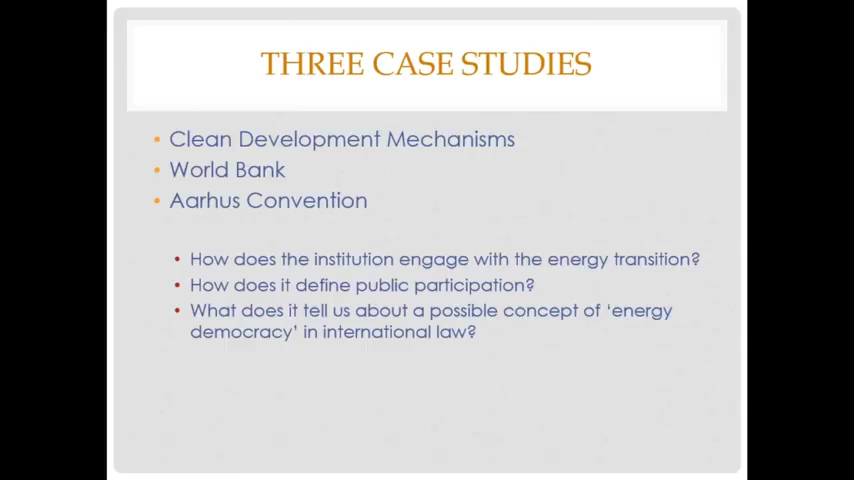 THREE CASE STUDIES
• Clean Development Mechanisms
• World Bank
• Aarhus Convention
• How does the institution engage with the energy transition?
• How does it define public participation?
• What does it tell us about a possible concept of ‘energy
democracy’ in international law?